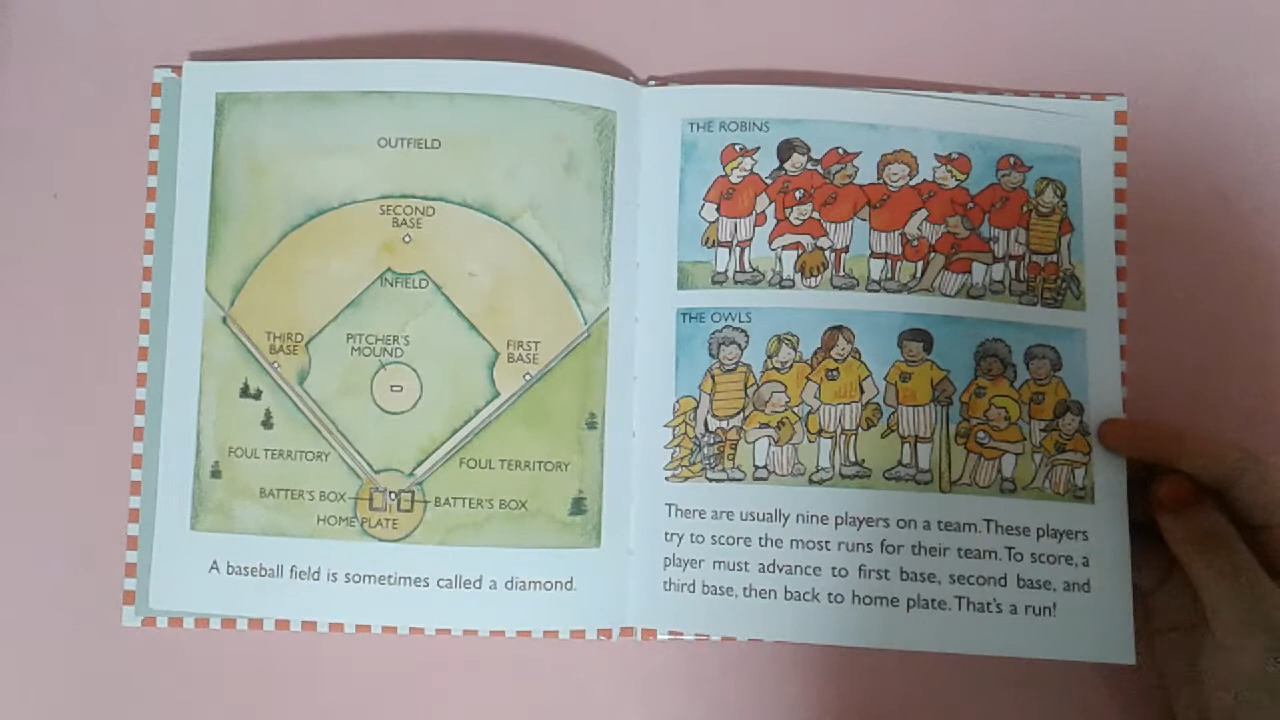 OUTFIELD
SECOND
BASE
INFIELD
THIRD
BASE
PITCHER'S
MOUND
FIRST
BASE
FOUL TERRITORY
FOUL TERRITORY
BATTER'S BOX
BATTER'S BOX
HOME PLATE
A baseball field is sometimes called a diamond.
THE ROBINS
THE OWLS
There are usually nine players on a team. These players
try to score the most runs for their team. To score, a
player must advance to first base, second base, and
third base, then back to home plate. That's a run!